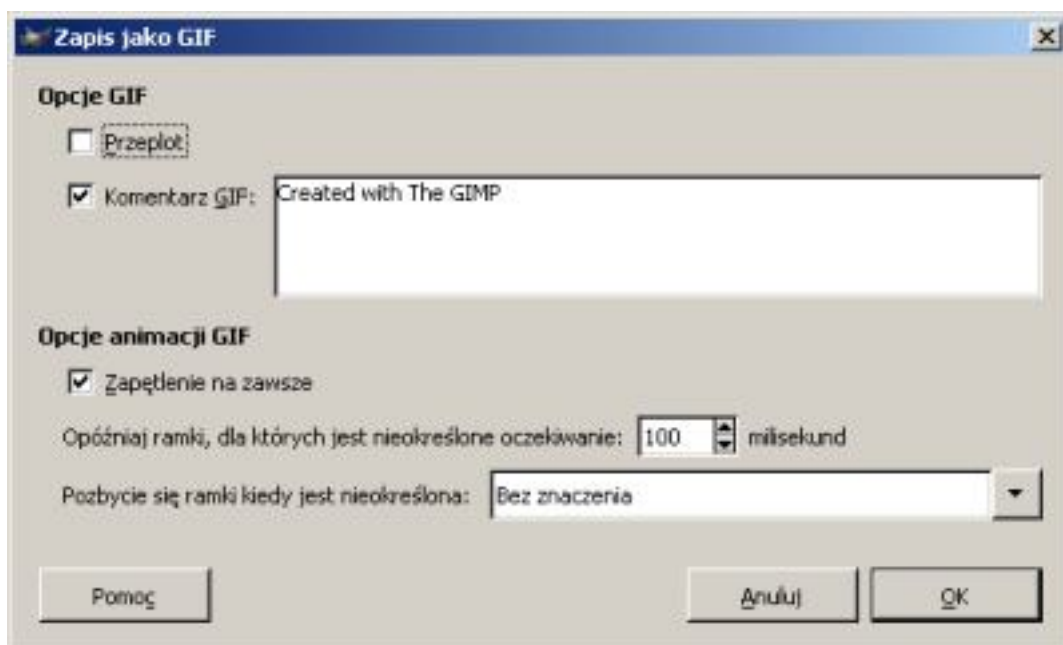 Zapis jako GIF
Opcje GIF
Przeplot
Komentarz GIF: Created with The GIMP
Opcje animacji GIF
Zapętlenie na zawsze
Opóźniaj ramki, dla których jest nieokreślone oczekiwanie: 100 milisekund
Pozbycie się ramki kiedy jest nieokreślona: Bez znaczenia
Pomoc Anuluj OK